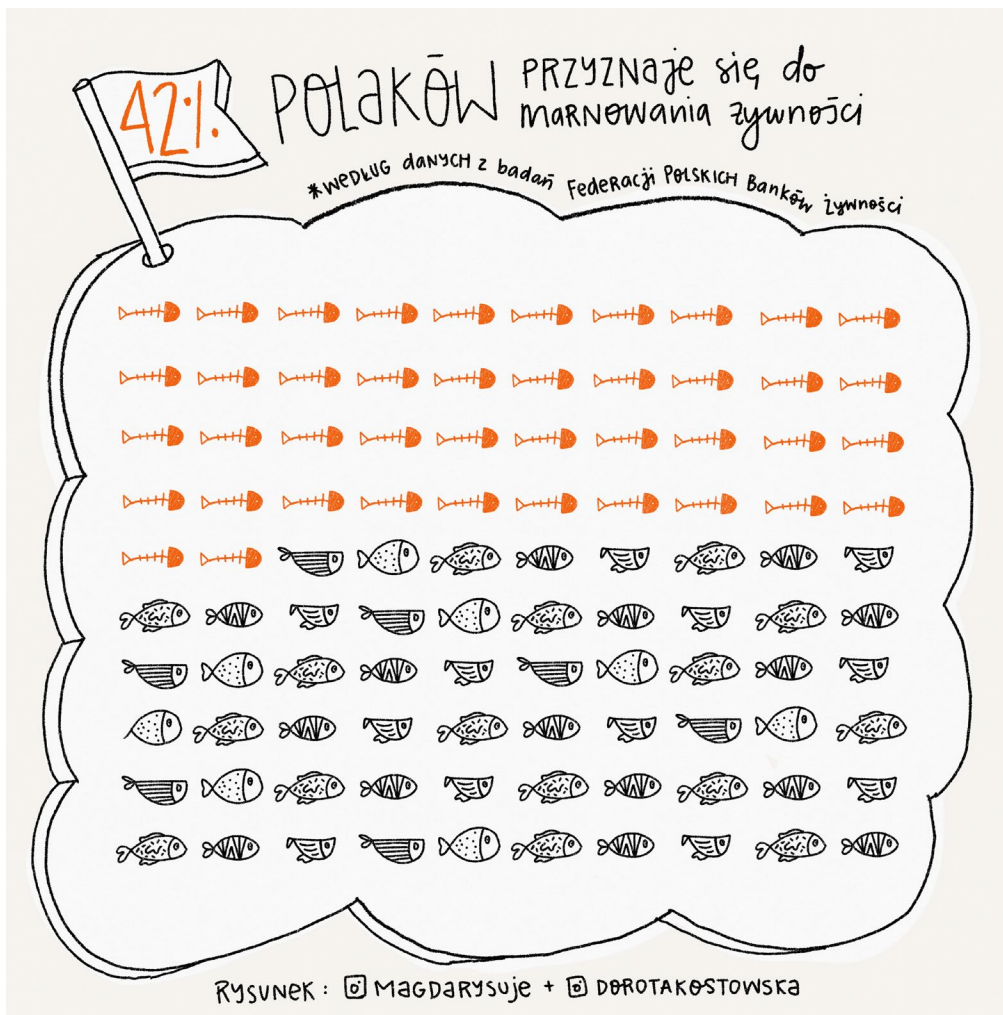 42%
POLAKÓW
PRZYZNAJE się do
MARNOWANIA żywności
*WEDŁUG dANYCH z badań Federacji POLSKICH Banków żywności
RYSUNEK: MAGDARYSUJE + DOROTAKOSTOWSKA